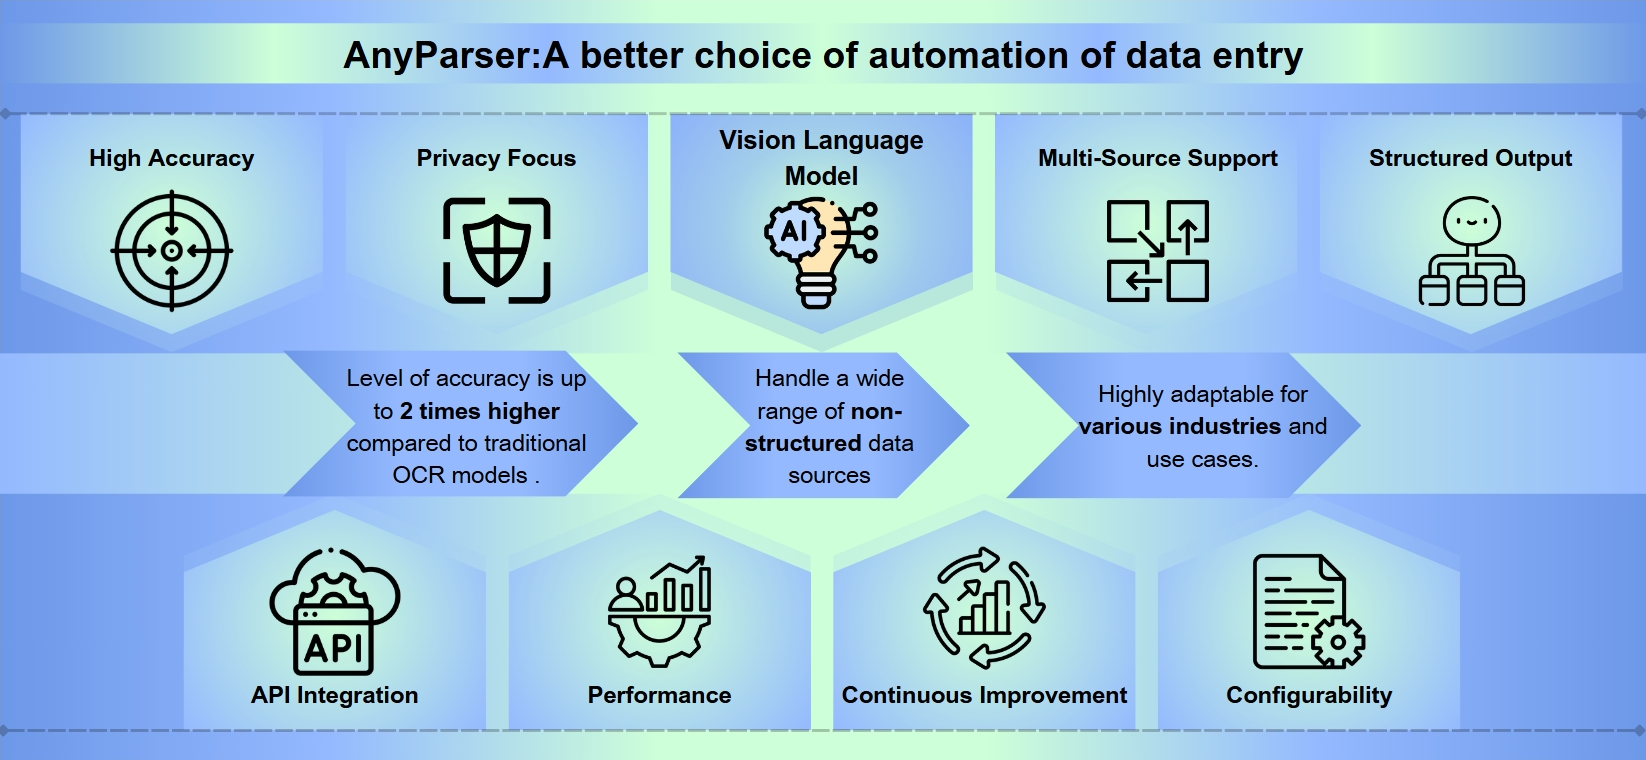 AnyParser:A better choice of automation of data entry
High Accuracy
Privacy Focus
Vision Language
Model
Multi-Source Support
Structured Output
AI
Level of accuracy is up
to 2 times higher
compared to traditional
OCR models .
Handle a wide
range of non-
structured data
sources
Highly adaptable for
various industries and
use cases.
API
API Integration
Performance
Continuous Improvement
Configurability